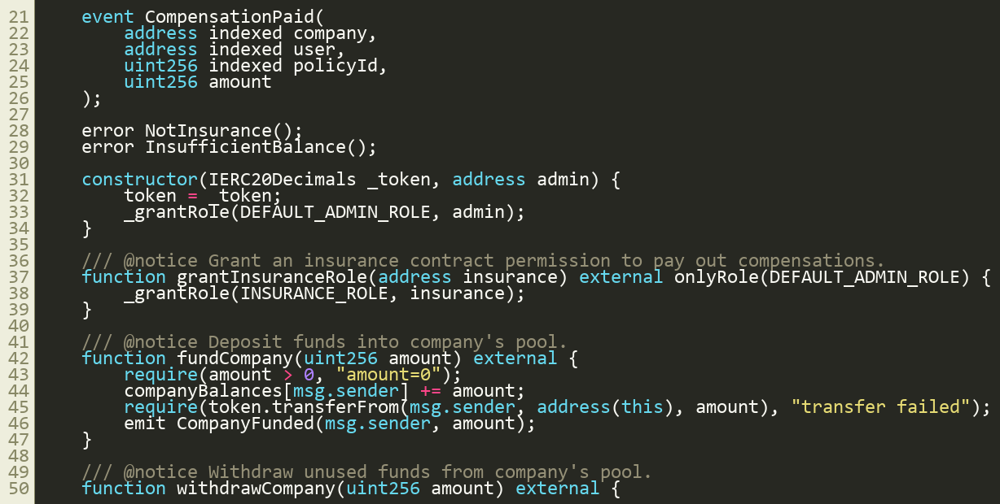 21     event CompensationPaid(
22         address indexed company,
23         address indexed user,
24         uint256 indexed policyId,
25         uint256 amount
26     );
27
28     error NotInsurance();
29     error InsufficientBalance();
30
31     constructor(IERC20Decimals _token, address admin) {
32         token = _token;
33         _grantRole(DEFAULT_ADMIN_ROLE, admin);
34     }
35
36     /// @notice Grant an insurance contract permission to pay out compensations.
37     function grantInsuranceRole(address insurance) external onlyRole(DEFAULT_ADMIN_ROLE) {
38         _grantRole(INSURANCE_ROLE, insurance);
39     }
40
41     /// @notice Deposit funds into company's pool.
42     function fundCompany(uint256 amount) external {
43         require(amount > 0, "amount=0");
44         companyBalances[msg.sender] += amount;
45         require(token.transferFrom(msg.sender, address(this), amount), "transfer failed");
46         emit CompanyFunded(msg.sender, amount);
47     }
48
49     /// @notice Withdraw unused funds from company's pool.
50     function withdrawCompany(uint256 amount) external {